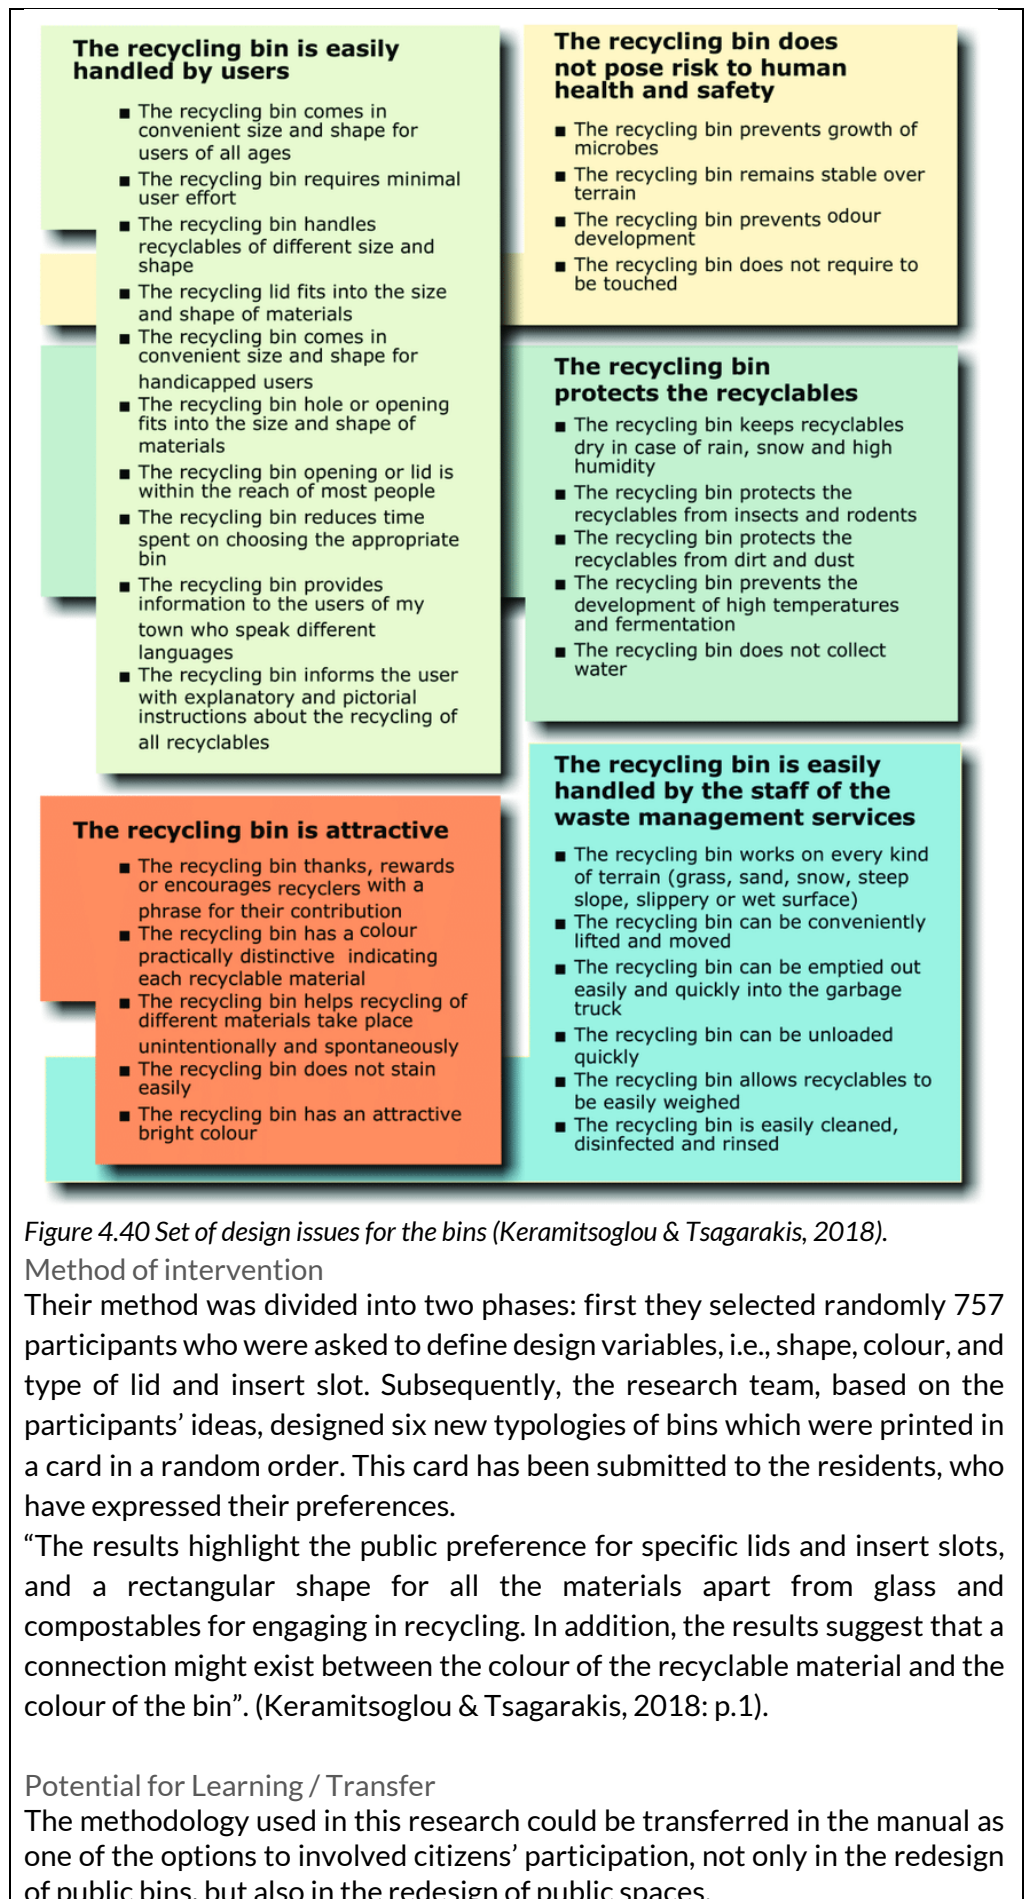 The recycling bin is easily
handled by users
■ The recycling bin comes in
convenient size and shape for
users of all ages
■ The recycling bin requires minimal
user effort
■ The recycling bin handles
recyclables of different size and
shape
■ The recycling lid fits into the size
and shape of materials
■ The recycling bin comes in
convenient size and shape for
handicapped users
■ The recycling bin hole or opening
fits into the size and shape of
materials
■ The recycling bin opening or lid is
within the reach of most people
■ The recycling bin reduces time
spent on choosing the appropriate
bin
■ The recycling bin provides
information to the users of my
town who speak different
languages
■ The recycling bin informs the user
with explanatory and pictorial
instructions about the recycling of
all recyclables
The recycling bin is attractive
■ The recycling bin thanks, rewards
or encourages recyclers with a
phrase for their contribution
■ The recycling bin has a colour
practically distinctive indicating
each recyclable material
■ The recycling bin helps recycling of
different materials take place
unintentionally and spontaneously
■ The recycling bin does not stain
easily
■ The recycling bin has an attractive
bright colour
The recycling bin does
not pose risk to human
health and safety
■ The recycling bin prevents growth of
microbes
■ The recycling bin remains stable over
terrain
■ The recycling bin prevents odour
development
■ The recycling bin does not require to
be touched
The recycling bin
protects the recyclables
■ The recycling bin keeps recyclables
dry in case of rain, snow and high
humidity
■ The recycling bin protects the
recyclables from insects and rodents
■ The recycling bin protects the
recyclables from dirt and dust
■ The recycling bin prevents the
development of high temperatures
and fermentation
■ The recycling bin does not collect
water
The recycling bin is easily
handled by the staff of the
waste management services
■ The recycling bin works on every kind
of terrain (grass, sand, snow, steep
slope, slippery or wet surface)
■ The recycling bin can be conveniently
lifted and moved
■ The recycling bin can be emptied out
easily and quickly into the garbage
truck
■ The recycling bin can be unloaded
quickly
■ The recycling bin allows recyclables to
be easily weighed
■ The recycling bin is easily cleaned,
disinfected and rinsed
Figure 4.40 Set of design issues for the bins (Keramitsoglou & Tsagarakis, 2018).
Method of intervention
Their method was divided into two phases: first they selected randomly 757
participants who were asked to define design variables, i.e., shape, colour, and
type of lid and insert slot. Subsequently, the research team, based on the
participants’ ideas, designed six new typologies of bins which were printed in
a card in a random order. This card has been submitted to the residents, who
have expressed their preferences.
“The results highlight the public preference for specific lids and insert slots,
and a rectangular shape for all the materials apart from glass and
compostables for engaging in recycling. In addition, the results suggest that a
connection might exist between the colour of the recyclable material and the
colour of the bin”. (Keramitsoglou & Tsagarakis, 2018: p.1).
Potential for Learning / Transfer
The methodology used in this research could be transferred in the manual as
one of the options to involved citizens’ participation, not only in the redesign
of public bins, but also in the redesign of public spaces.